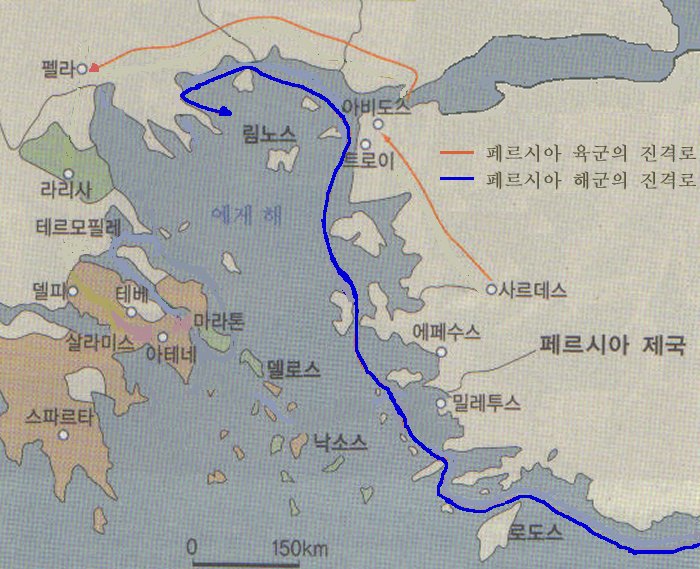 펠라
아비도스
림노스
트로이
페르시아 육군의 진격로
페르시아 해군의 진격로
라리사
에게 해
테르모필레
델피
테베
사르데스
마라톤
살라미스
아테네
에페수스
페르시아 제국
델로스
밀레투스
스파르타
낙소스
로도스
0 150km